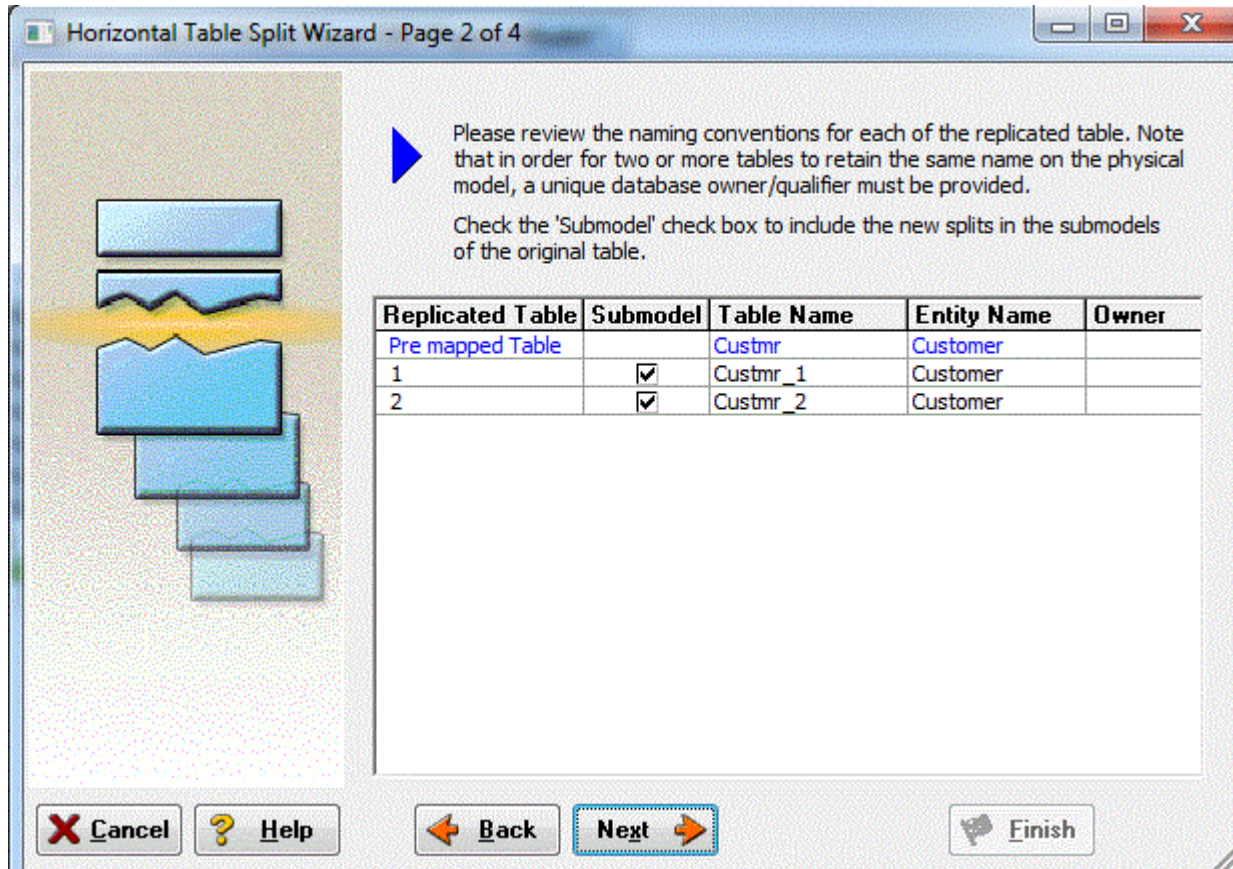 Horizontal Table Split Wizard - Page 2 of 4
Please review the naming conventions for each of the replicated table. Note
that in order for two or more tables to retain the same name on the physical
model, a unique database owner/qualifier must be provided.
Check the 'Submodel' check box to include the new splits in the submodels
of the original table.
Replicated Table Submodel Table Name Entity Name Owner
Pre mapped Table Custmr Customer
1 Custmr_1 Customer
2 Custmr_2 Customer
Cancel ? Help Back Next Finish